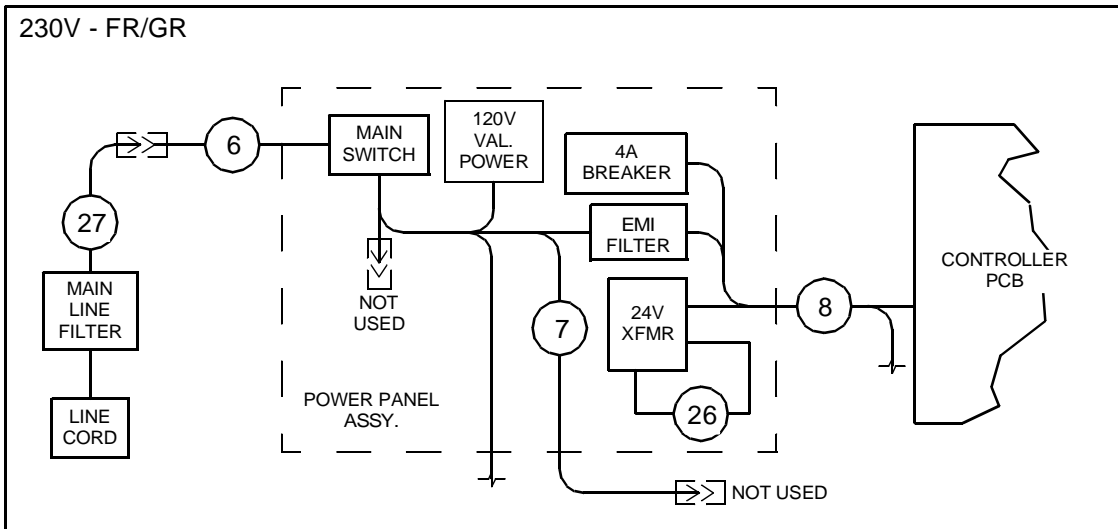 230V - FR/GR
120V
VAL.
POWER
MAIN
SWITCH
4A
BREAKER
6
27
EMI
FILTER
CONTROLLER
PCB
MAIN
LINE
FILTER
NOT
USED
7
24V
XFMR
8
POWER PANEL
ASSY.
26
LINE
CORD
NOT USED